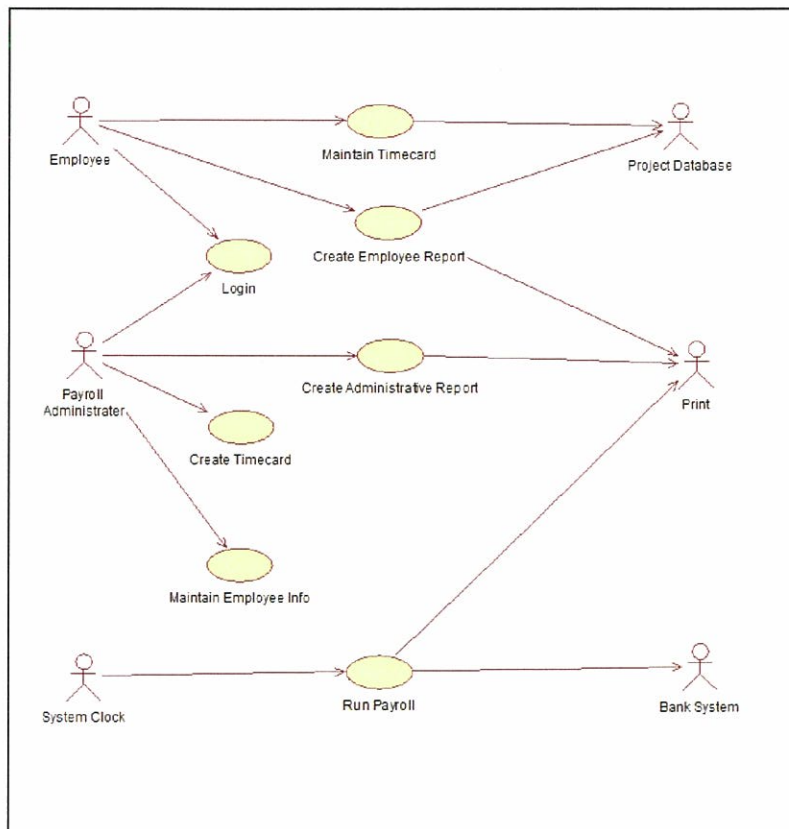 Employee
Maintain Timecard
Project Database
Create Employee Report
Login
Payroll
Administrater
Create Administrative Report
Print
Create Timecard
Maintain Employee Info
System Clock
Run Payroll
Bank System